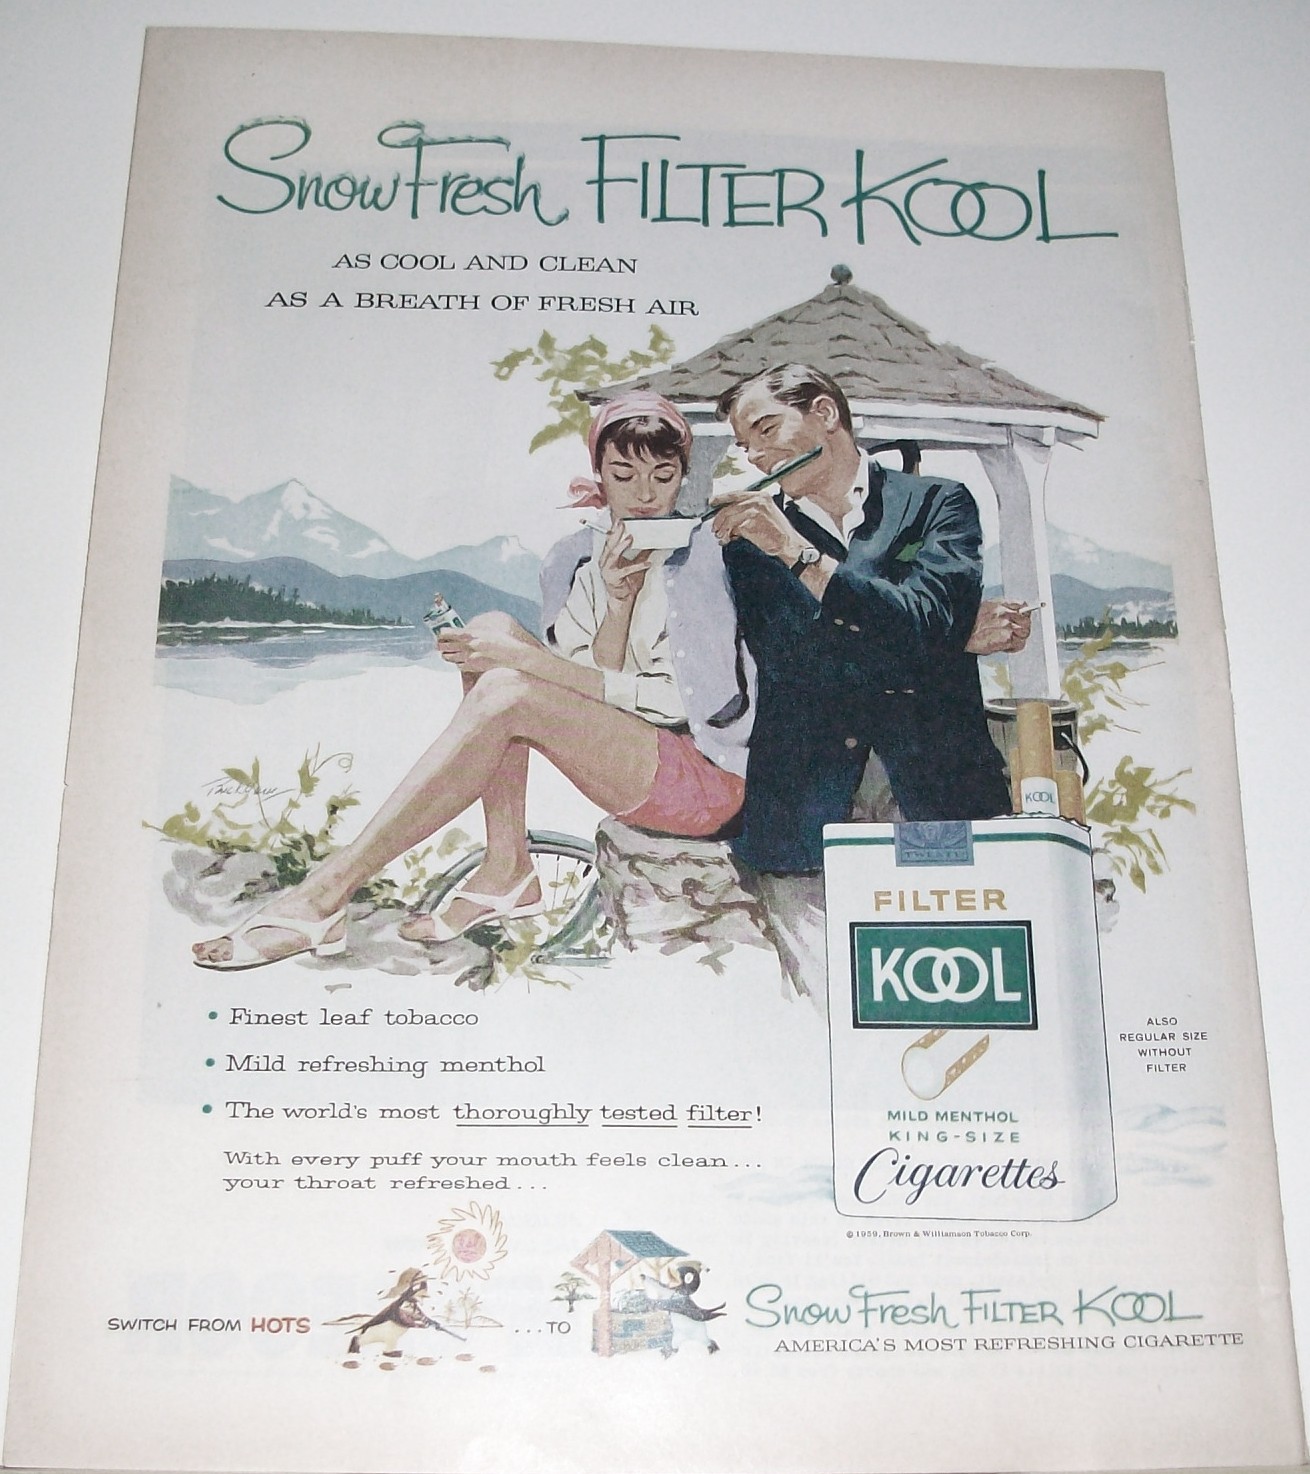 Snow Fresh FILTER KOOL
AS COOL AND CLEAN
AS A BREATH OF FRESH AIR
KOOL
TWENTY
FILTER
KOOL
MILD MENTHOL
KING-SIZE
Cigarettes
ALSO
REGULAR SIZE
WITHOUT
FILTER
• Finest leaf tobacco
• Mild refreshing menthol
• The world's most thoroughly tested filter!
With every puff your mouth feels clean...
your throat refreshed...
© 1959, Brown & Williamson Tobacco Corp.
SWITCH FROM HOTS ...TO
Snow Fresh FILTER KOOL
AMERICA'S MOST REFRESHING CIGARETTE